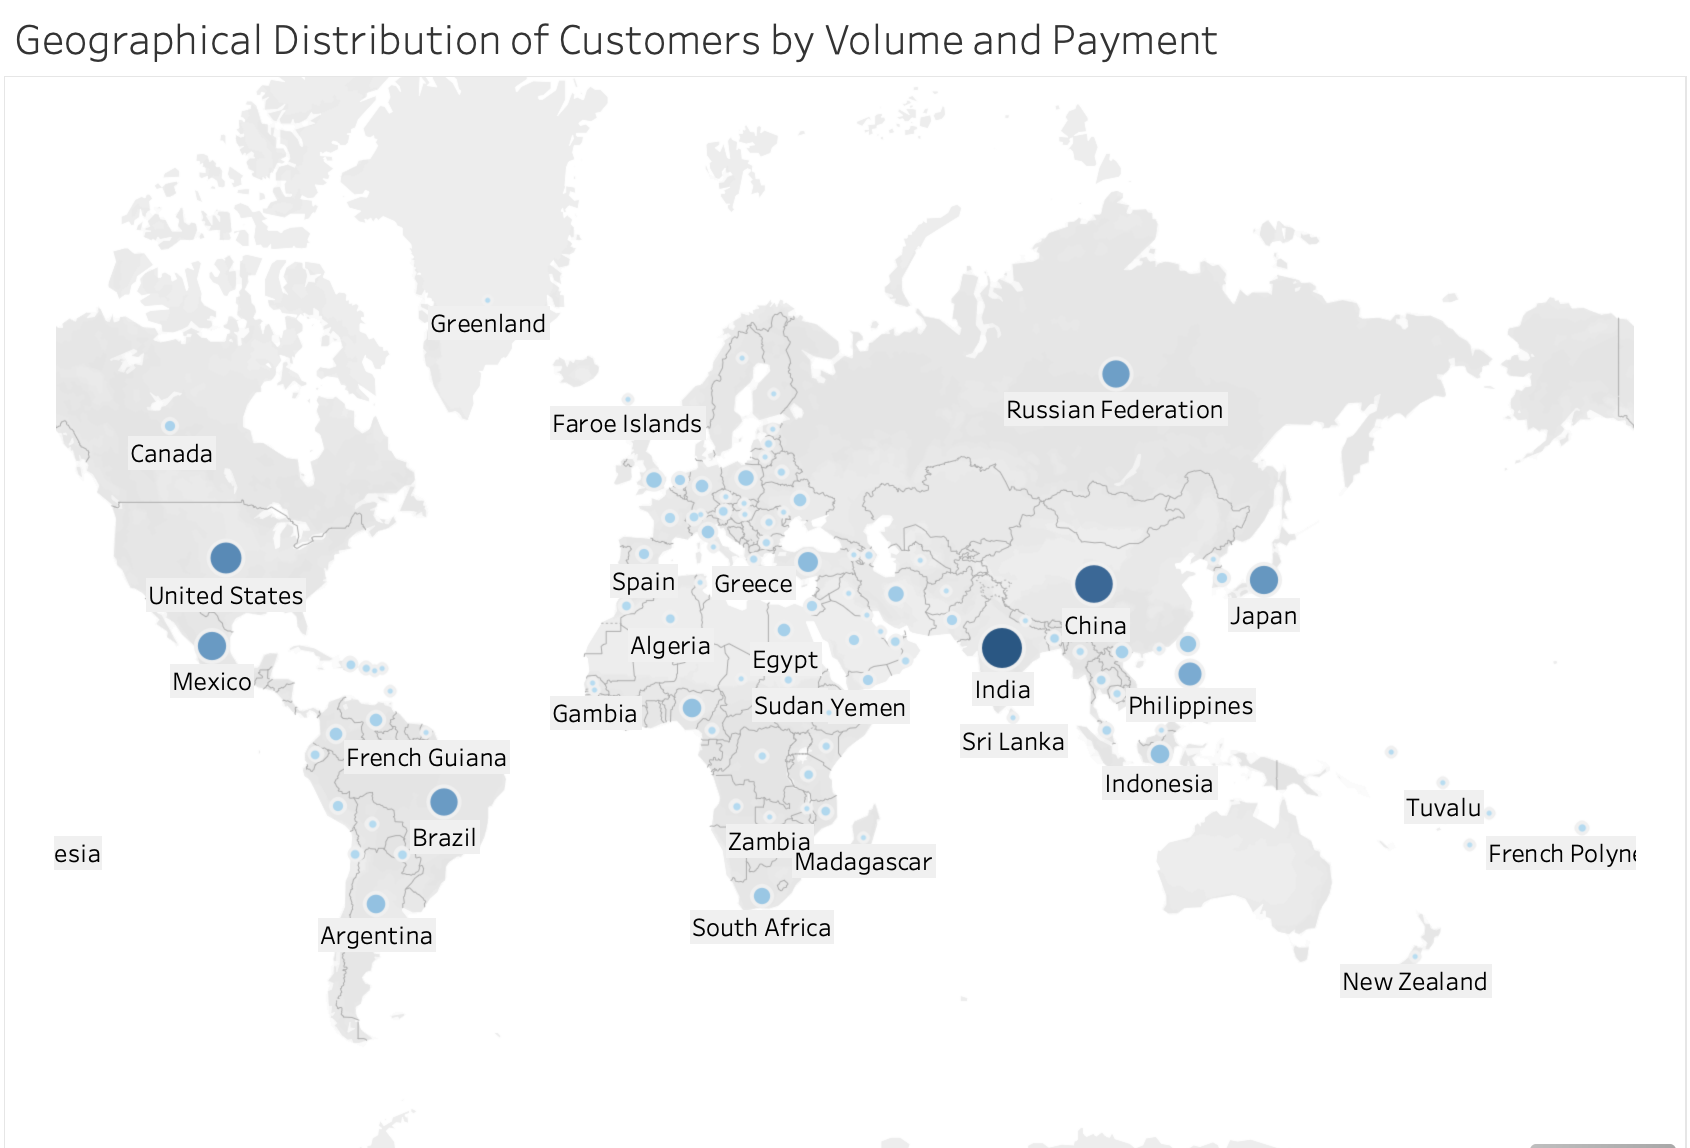 Geographical Distribution of Customers by Volume and Payment
Greenland
Faroe Islands
Russian Federation
Canada
Spain
Greece
United States
Japan
China
Algeria
Egypt
Mexico
India
Gambia
Sudan
Yemen
Philippines
Sri Lanka
French Guiana
Indonesia
Tuvalu
Brazil
Zambia
esia
Madagascar
French Polyne
South Africa
Argentina
New Zealand